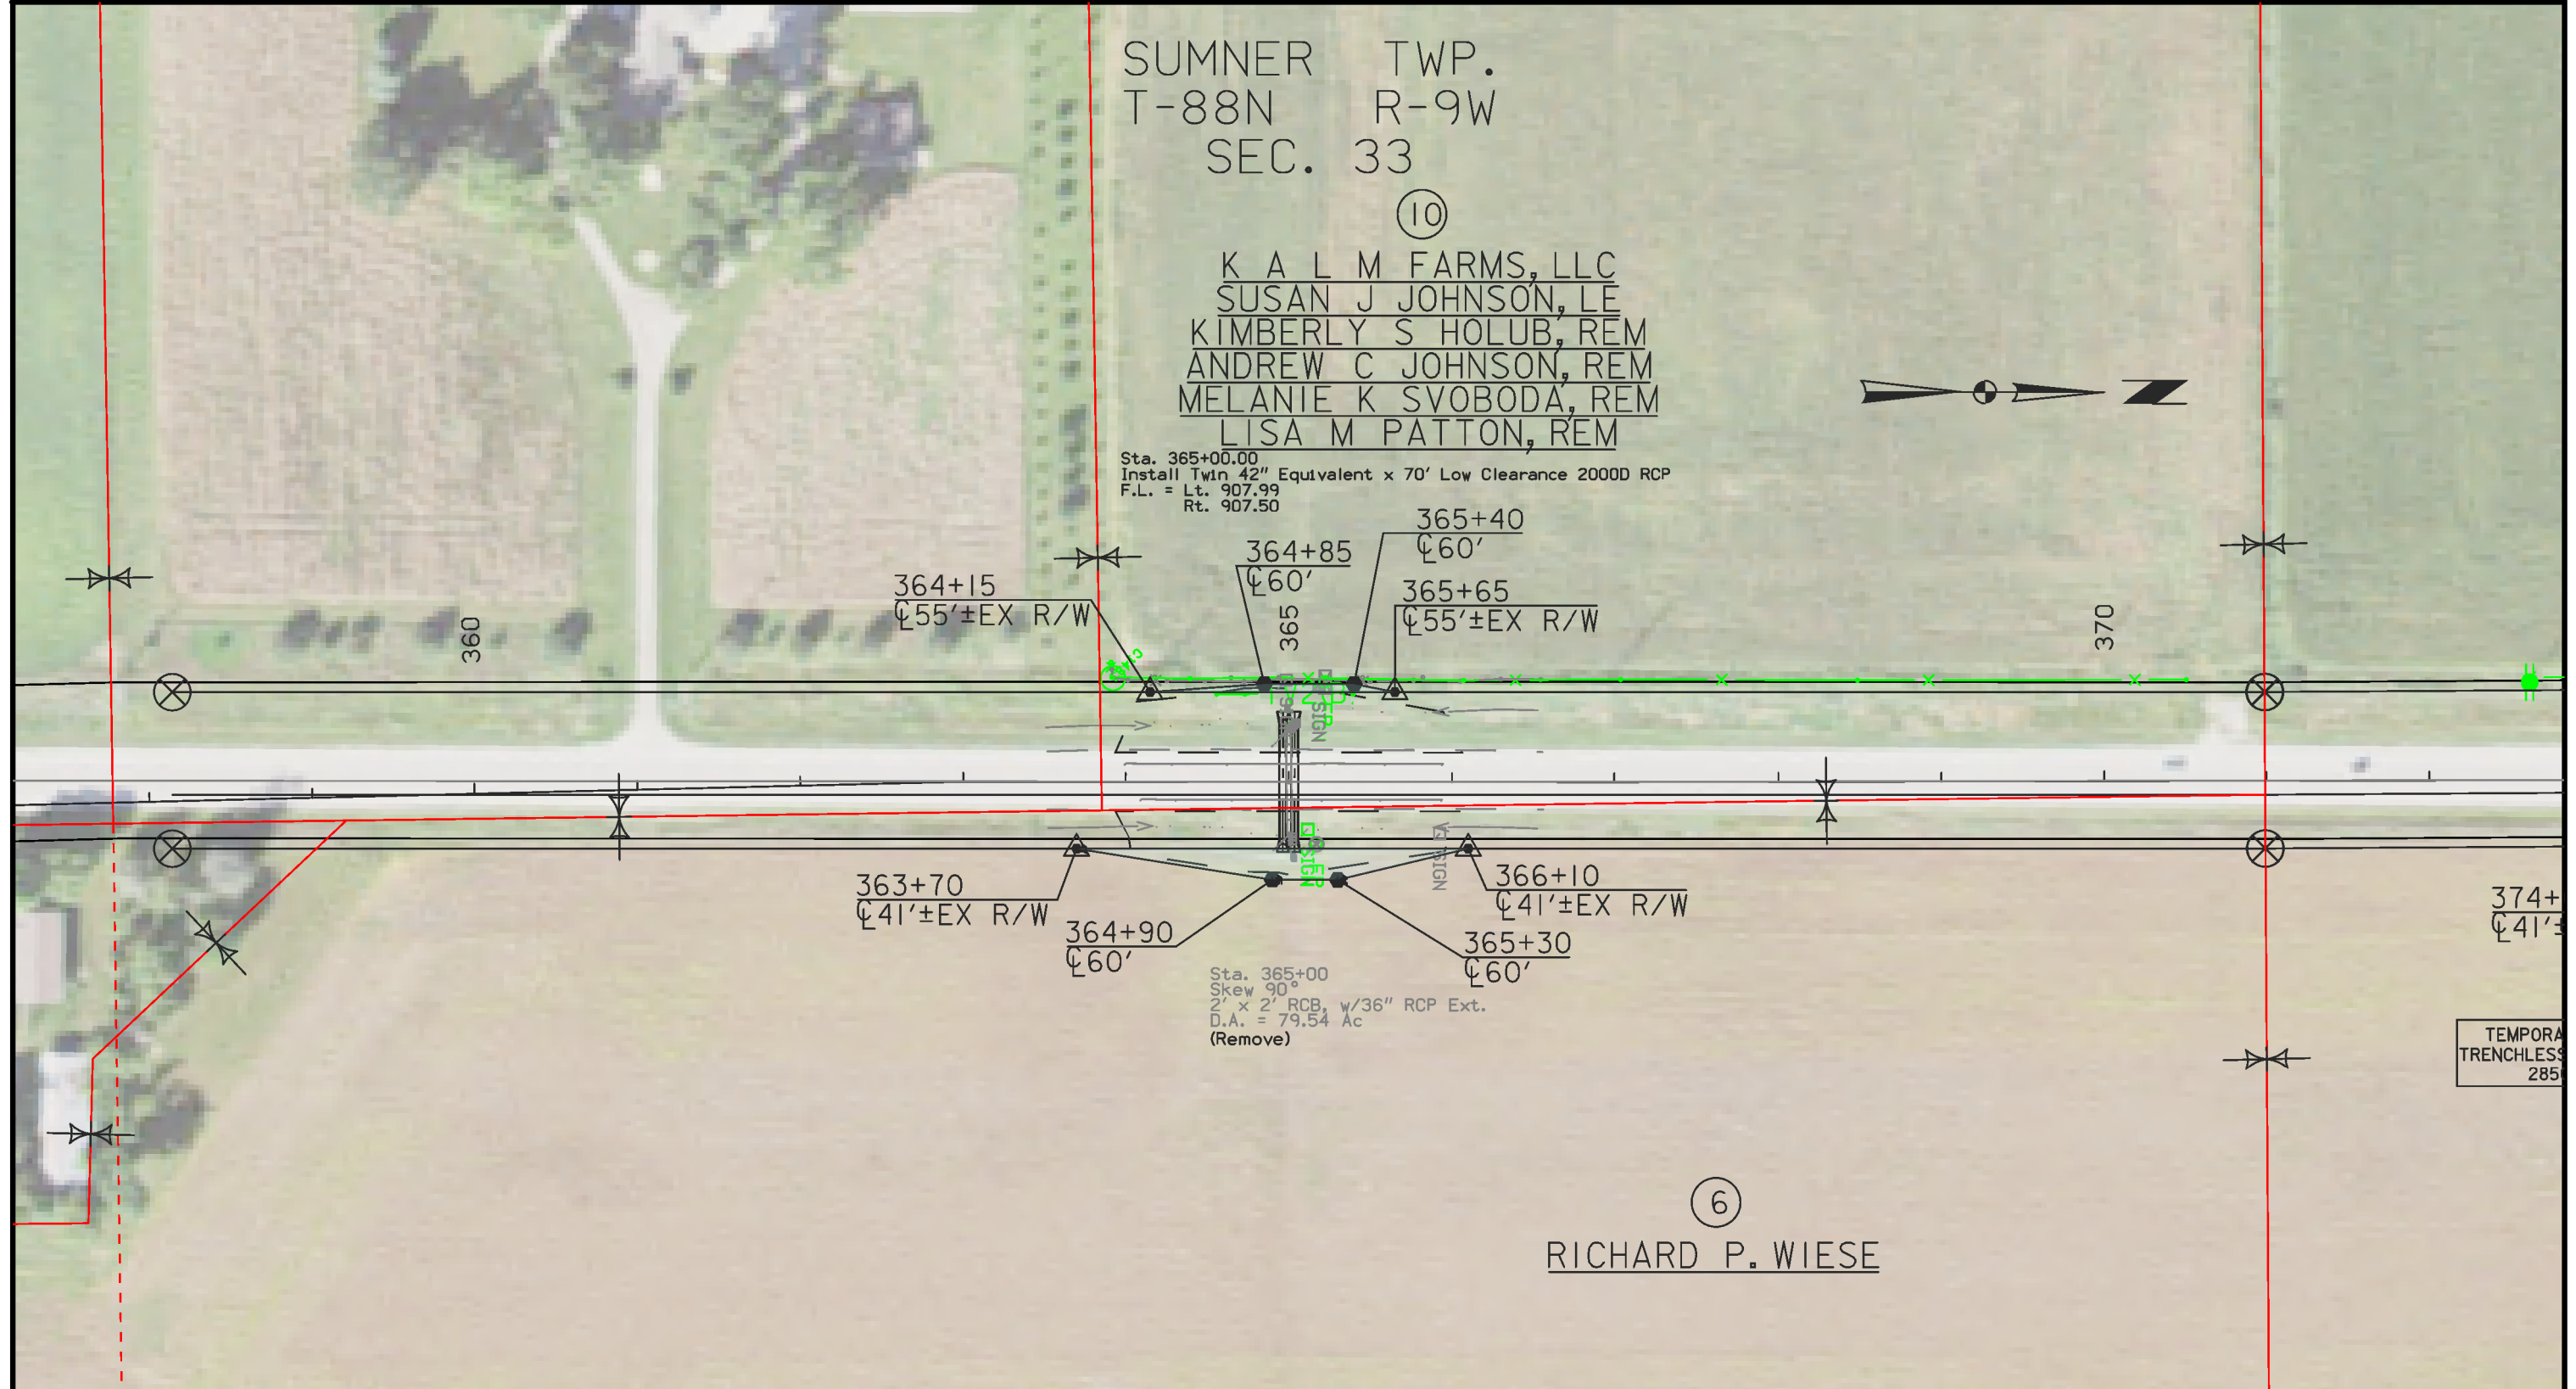 SUMNER TWP.
T-88N R-9W
SEC. 33
10
K A L M FARMS, LLC
SUSAN J JOHNSON, LE
KIMBERLY S HOLUB, REM
ANDREW C JOHNSON, REM
MELANIE K SVOBODA, REM
LISA M PATTON, REM
Sta. 365+00.00
Install Twin 42" Equivalent x 70' Low Clearance 2000D RCP
F.L. = Lt. 907.99
Rt. 907.50
365+40
℄60'
364+85
℄60'
364+15
℄55'±EX R/W
365+65
℄55'±EX R/W
360
365
370
SIGN
SIGN
SIGN
363+70
℄41'±EX R/W
366+10
℄41'±EX R/W
364+90
℄60'
365+30
℄60'
374+
℄41'±
Sta. 365+00
Skew 90°
2' x 2' RCB, w/36" RCP Ext.
D.A. = 79.54 Ac
(Remove)
TEMPORA
TRENCHLESS
285
6
RICHARD P. WIESE